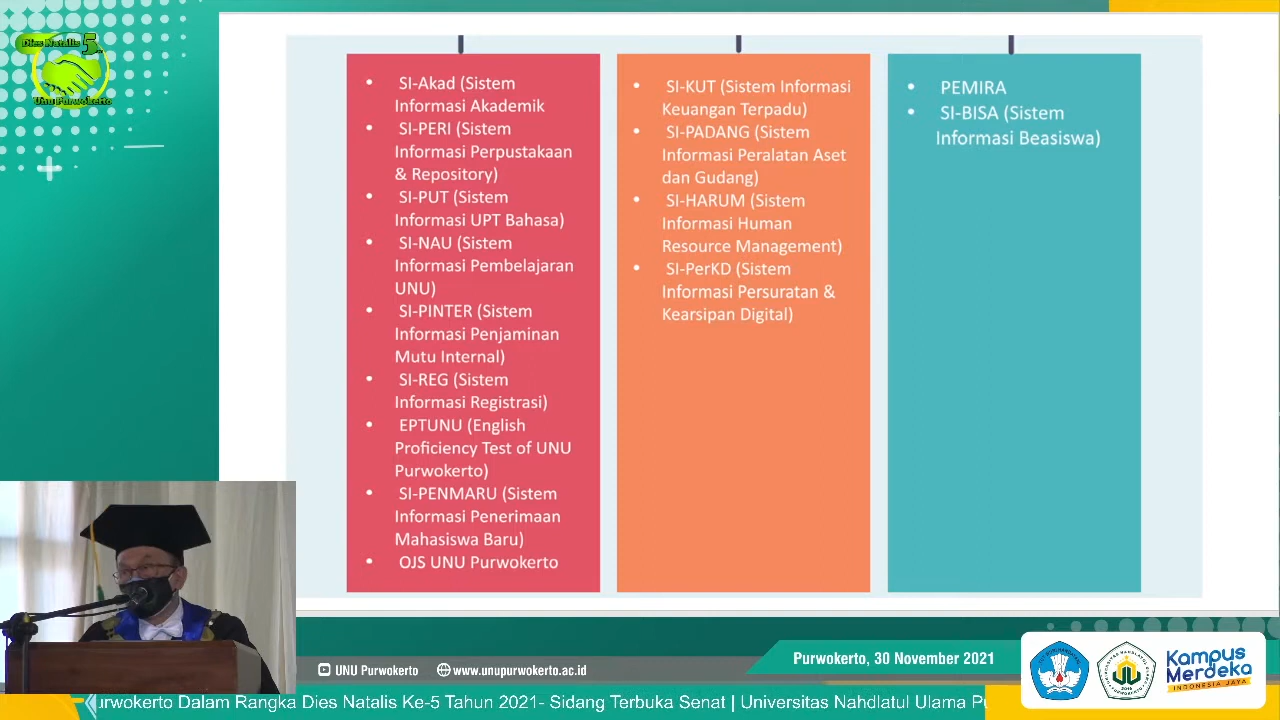 Dies Natalis 5
Unu Purwokerto
• SI-Akad (Sistem
Informasi Akademik
• SI-PERI (Sistem
Informasi Perpustakaan
& Repository)
• SI-PUT (Sistem
Informasi UPT Bahasa)
• SI-NAU (Sistem
Informasi Pembelajaran
UNU)
• SI-PINTER (Sistem
Informasi Penjaminan
Mutu Internal)
• SI-REG (Sistem
Informasi Registrasi)
• EPTUNU (English
Proficiency Test of UNU
Purwokerto)
• SI-PENMARU (Sistem
Informasi Penerimaan
Mahasiswa Baru)
• OJS UNU Purwokerto
• SI-KUT (Sistem Informasi
Keuangan Terpadu)
• SI-PADANG (Sistem
Informasi Peralatan Aset
dan Gudang)
• SI-HARUM (Sistem
Informasi Human
Resource Management)
• SI-PerKD (Sistem
Informasi Persuratan &
Kearsipan Digital)
• PEMIRA
• SI-BISA (Sistem
Informasi Beasiswa)
UNU Purwokerto
www.unupurwokerto.ac.id
Purwokerto, 30 November 2021
Kampus
Merdeka
INDONESIA JAYA
urwokerto Dalam Rangka Dies Natalis Ke-5 Tahun 2021- Sidang Terbuka Senat | Universitas Nahdlatul Ulama Pu